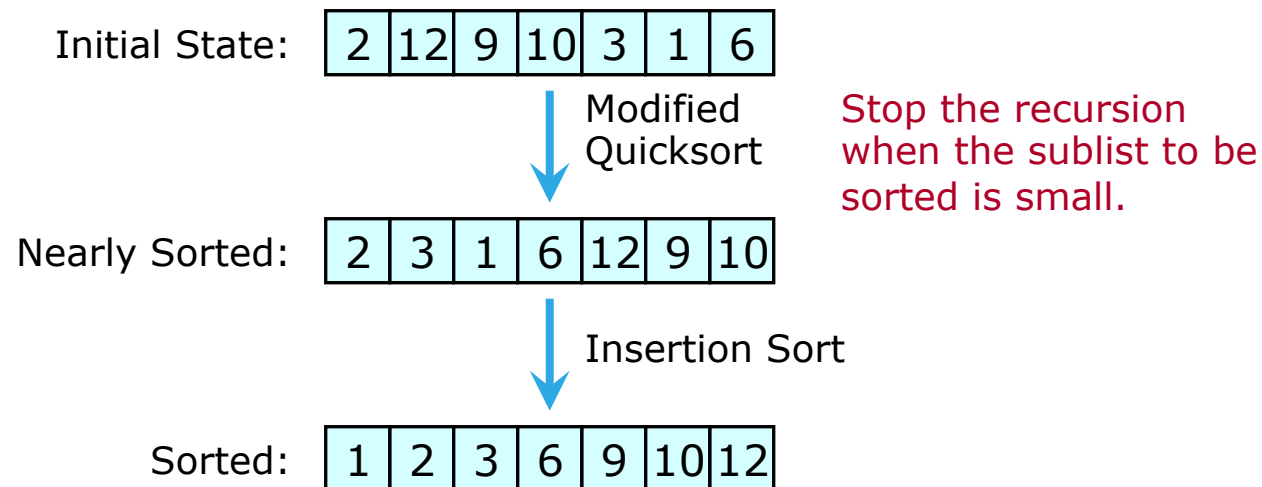 Initial State: 2 12 9 10 3 1 6
Modified
Quicksort
Stop the recursion
when the sublist to be
sorted is small.
Nearly Sorted: 2 3 1 6 12 9 10
Insertion Sort
Sorted: 1 2 3 6 9 10 12